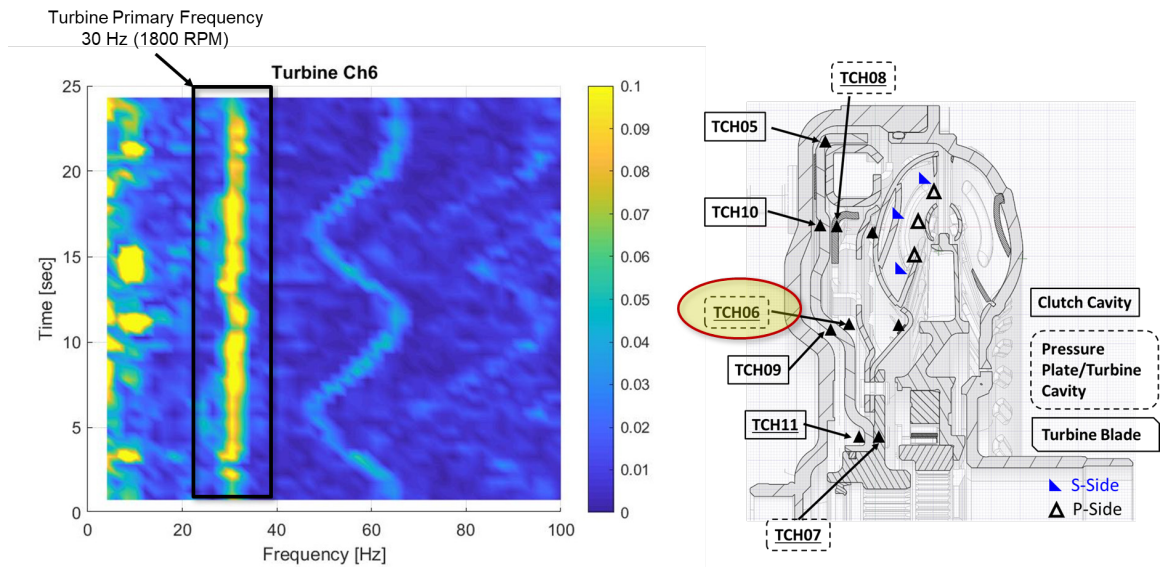 Turbine Primary Frequency
30 Hz (1800 RPM)
Turbine Ch6
25
20
15
10
5
0
Time [sec]
0
20
40
60
80
100
Frequency [Hz]
0.1
0.09
0.08
0.07
0.06
0.05
0.04
0.03
0.02
0.01
0
TCH08
TCH05
TCH10
TCH06
TCH09
TCH11
TCH07
Clutch Cavity
Pressure
Plate/Turbine
Cavity
Turbine Blade
S-Side
P-Side